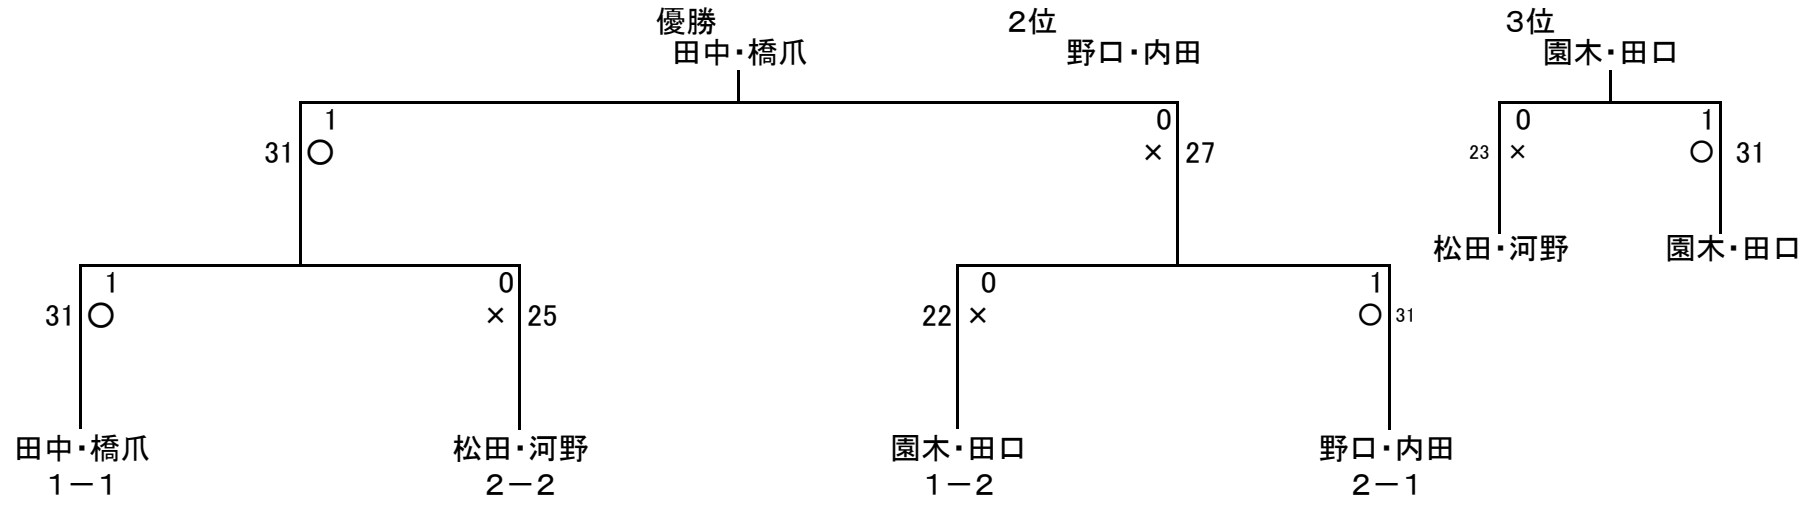 優勝 2位 3位
田中・橋爪 野口・内田 園木・田口
1 0 0 1
31 ○ × 27 23 × ○ 31
松田・河野 園木・田口
1 0 0 1
31 ○ × 25 22 × ○ 31
田中・橋爪 松田・河野 園木・田口 野口・内田
1－1 2－2 1－2 2－1